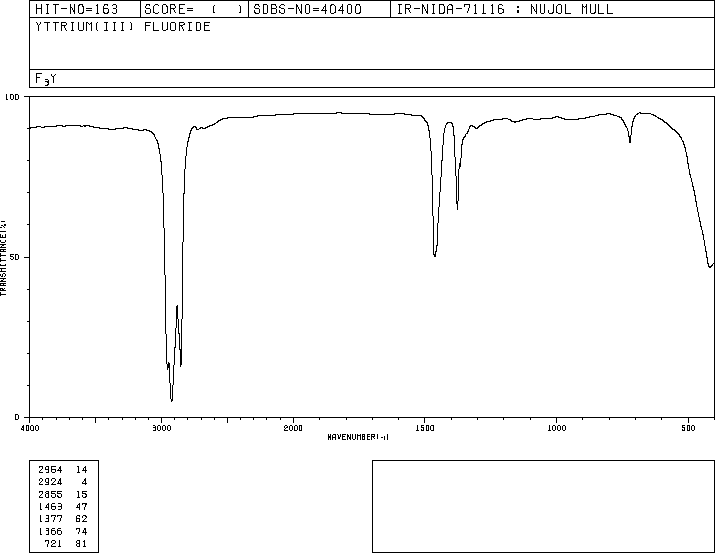 HIT-NO=163 SCORE= ( ) SDBS-NO=40400 IR-NIDA-71116 : NUJOL MULL
YTTRIUM(III) FLUORIDE
F3Y
100
50
0
TRANSMITTANCE(%)
4000 3000 2000 1500 1000 500
WAVENUMBER(-1)
2964 14
2924 4
2855 15
1463 47
1377 62
1366 74
721 81